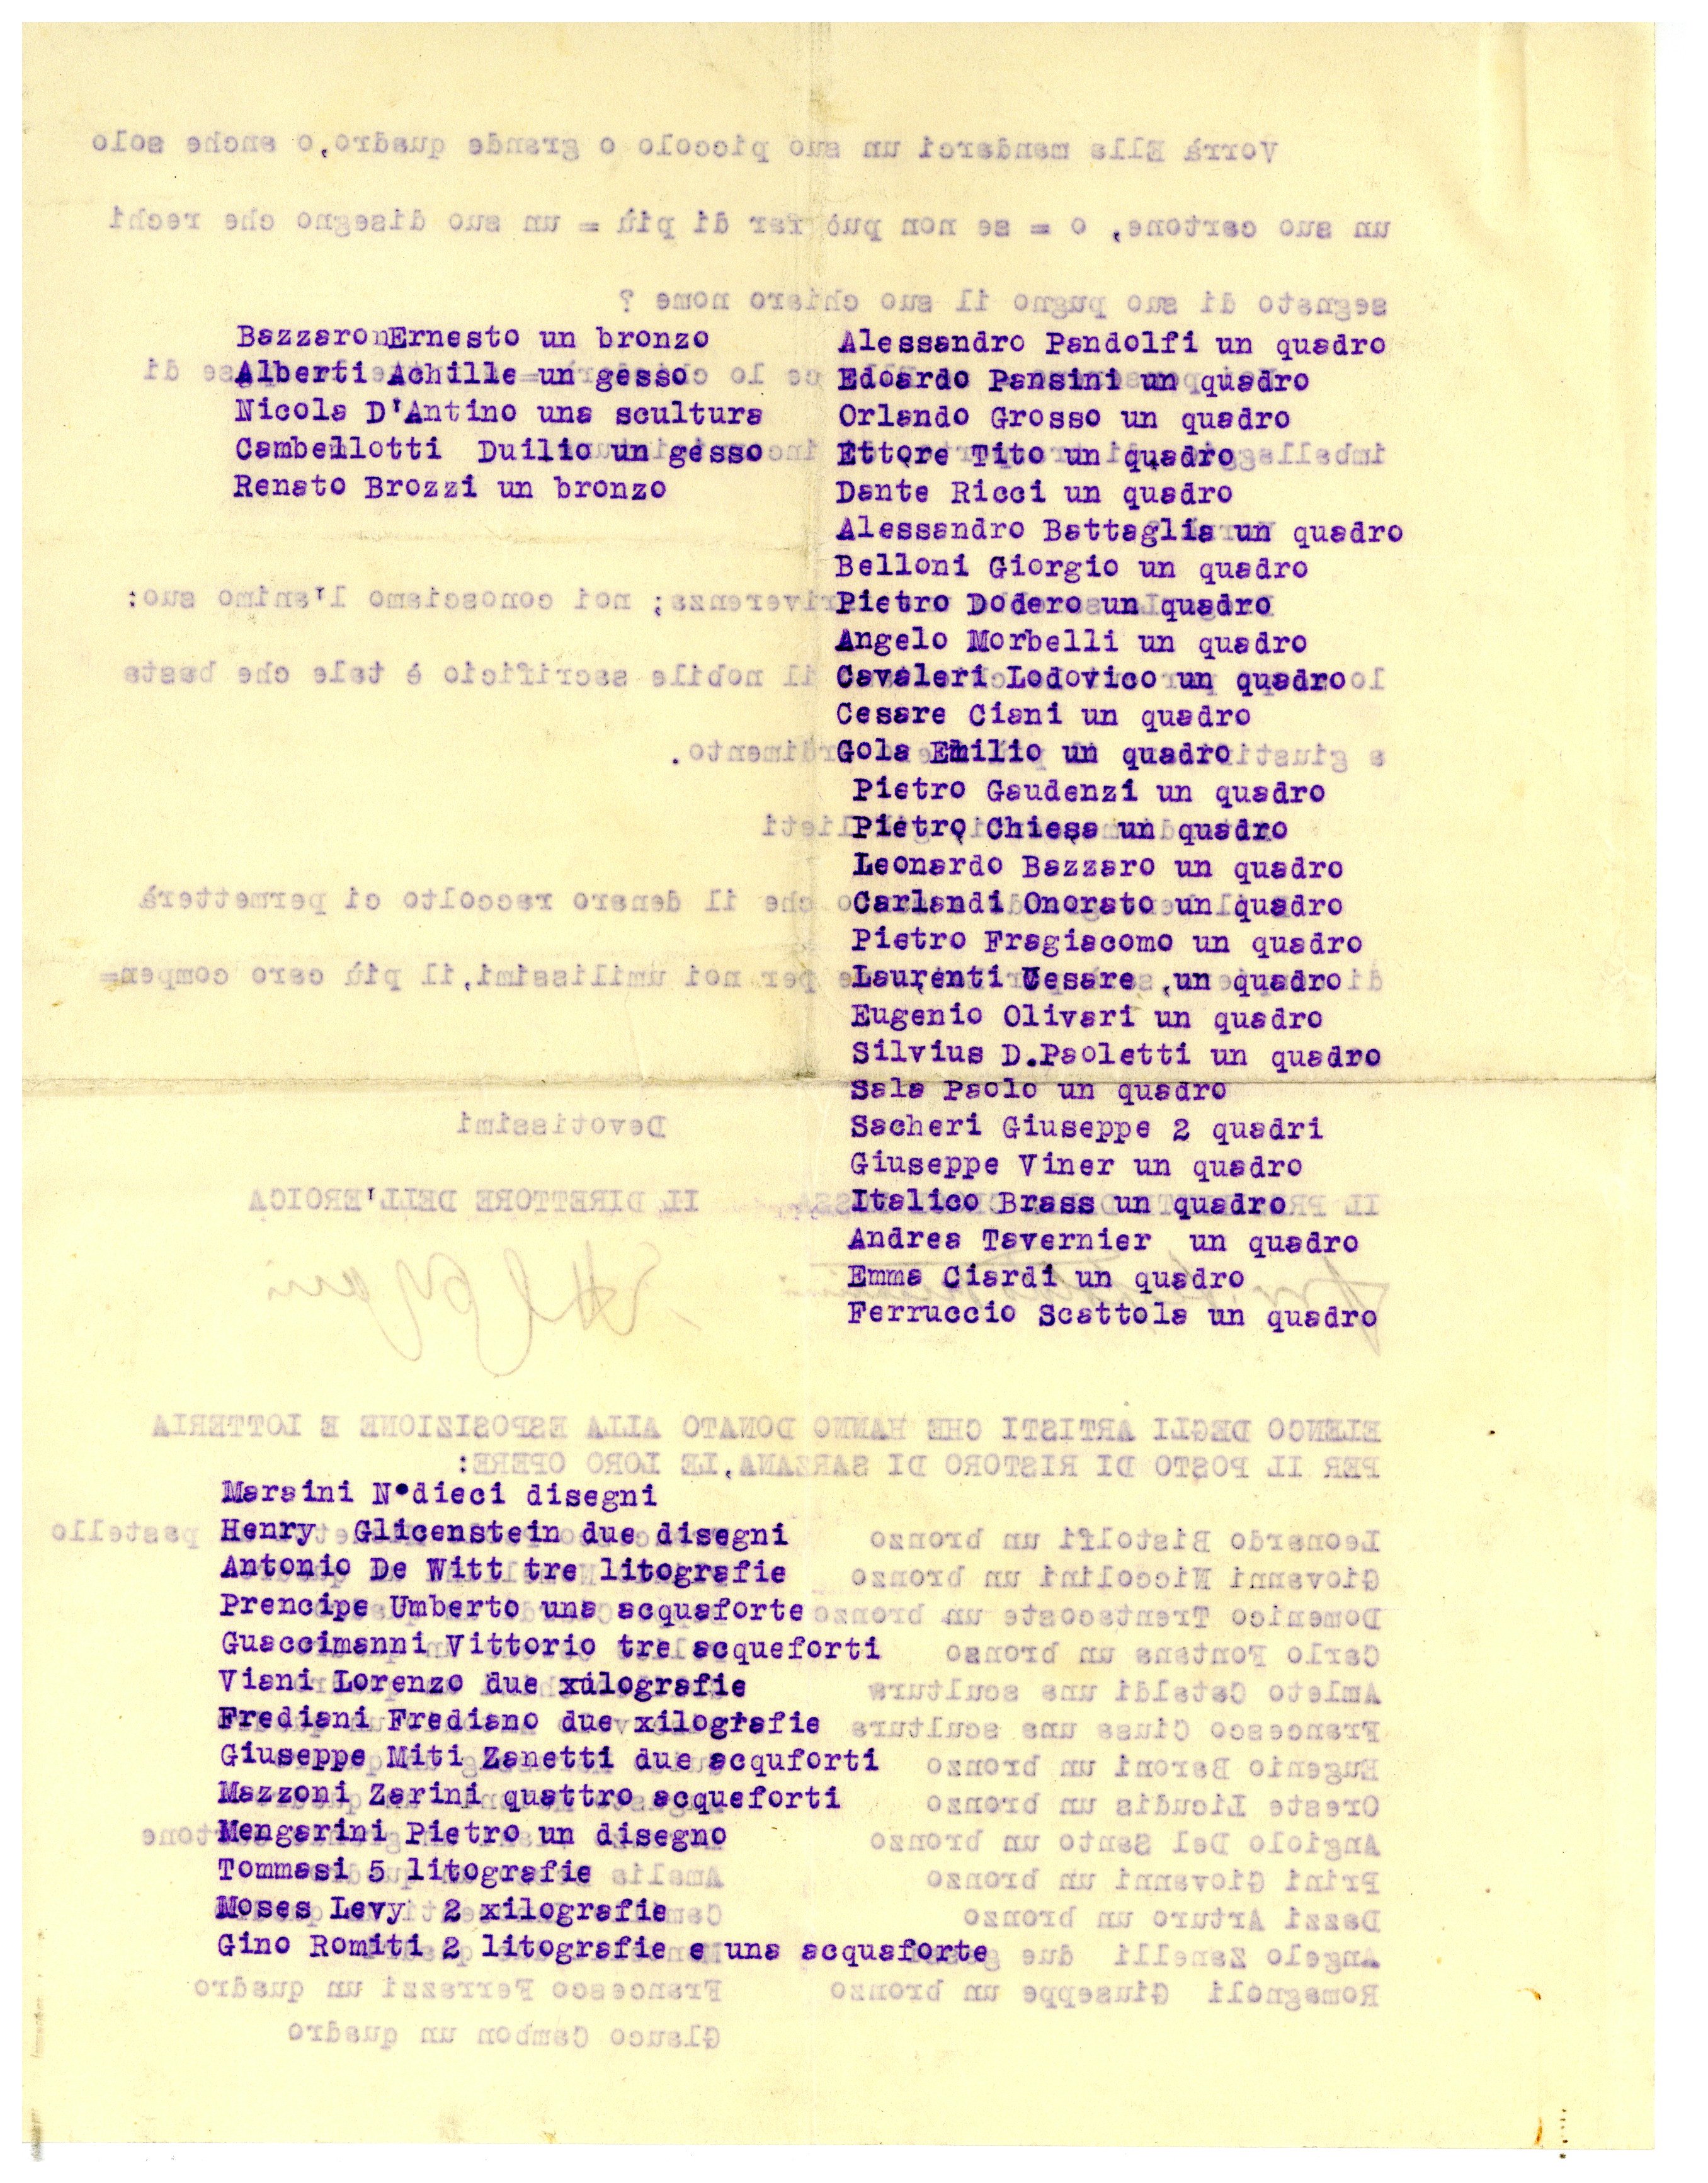 BazzaronErnesto un bronzo
Alberti Achille un gesso
Nicola D'Antino una scultura
Cambellotti Duilio un gesso
Renato Brozzi un bronzo
Alessandro Pandolfi un quadro
Edoardo Pansini un quadro
Orlando Grosso un quadro
Ettore Tito un quadro
Dante Ricci un quadro
Alessandro Battaglia un quadro
Belloni Giorgio un quadro
Pietro Dodero un quadro
Angelo Morbelli un quadro
Cavaleri Lodovico un quadro
Cesare Ciani un quadro
Gola Emilio un quadro
Pietro Gaudenzi un quadro
Pietro Chiesa un quadro
Leonardo Bazzaro un quadro
Carlandi Onorato un quadro
Pietro Fragiacomo un quadro
Laurenti Cesare un quadro
Eugenio Olivari un quadro
Silvius D.Paoletti un quadro
Sala Paolo un quadro
Sacheri Giuseppe 2 quadri
Giuseppe Viner un quadro
Italico Brass un quadro
Andrea Tavernier un quadro
Emma Ciardi un quadro
Ferruccio Scattola un quadro
Maraini N°dieci disegni
Henry Glicenstein due disegni
Antonio De Witt tre litografie
Prencipe Umberto una acquaforte
Guaccimanni Vittorio tre acqueforti
Viani Lorenzo due xilografie
Frediani Frediano due xilografie
Giuseppe Miti Zanetti due acquforti
Mazzoni Zarini quattro acqueforti
Mengarini Pietro un disegno
Tommasi 5 litografie
Moses Levy 2 xilografie
Gino Romiti 2 litografie e una acquaforte